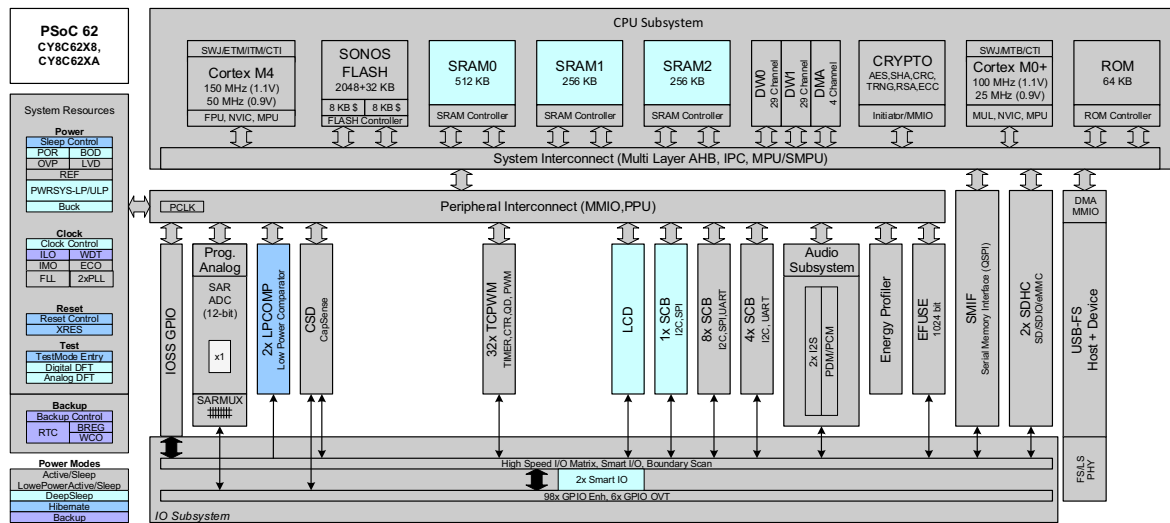 PSoC 62
CY8C62X8,
CY8C62XA
System Resources
Power
Sleep Control
POR BOD
OVP LVD
REF
PWRSYS-LP/ULP
Buck
Clock
Clock Control
ILO WDT
IMO ECO
FLL 2xPLL
Reset
Reset Control
XRES
Test
TestMode Entry
Digital DFT
Analog DFT
Backup
Backup Control
RTC BREG
WCO
Power Modes
Active/Sleep
LowePowerActive/Sleep
DeepSleep
Hibernate
Backup
CPU Subsystem
SWJ/ETM/ITM/CTI
Cortex M4
150 MHz (1.1V)
50 MHz (0.9V)
FPU, NVIC, MPU
SONOS
FLASH
2048+32 KB
8 KB $ 8 KB $
FLASH Controller
SRAM0
512 KB
SRAM Controller
SRAM1
256 KB
SRAM Controller
SRAM2
256 KB
SRAM Controller
DW0
29 Channel
DW1
29 Channel
DMA
4 Channel
CRYPTO
AES,SHA,CRC,
TRNG,RSA,ECC
Initiator/MMIO
SWJ/MTB/CTI
Cortex M0+
100 MHz (1.1V)
25 MHz (0.9V)
MUL, NVIC, MPU
ROM
64 KB
ROM Controller
System Interconnect (Multi Layer AHB, IPC, MPU/SMPU)
PCLK
Peripheral Interconnect (MMIO,PPU)
IOSS GPIO
Prog.
Analog
SAR
ADC
(12-bit)
x1
SARMUX
2x LPCOMP
Low Power Comparator
CSD
CapSense
32x TCPWM
TIMER,CTR,QD, PWM
LCD
1x SCB
I2C,SPI
8x SCB
I2C,SPI,UART
4x SCB
I2C, UART
Audio
Subsystem
2x I2S
PDM/PCM
Energy Profiler
EFUSE
1024 bit
SMIF
Serial Memory Interface (QSPI)
2x SDHC
SD/SDIO/eMMC
DMA
MMIO
USB-FS
Host + Device
FS/LS
PHY
High Speed I/O Matrix, Smart I/O, Boundary Scan
2x Smart IO
98x GPIO Enh, 6x GPIO OVT
IO Subsystem